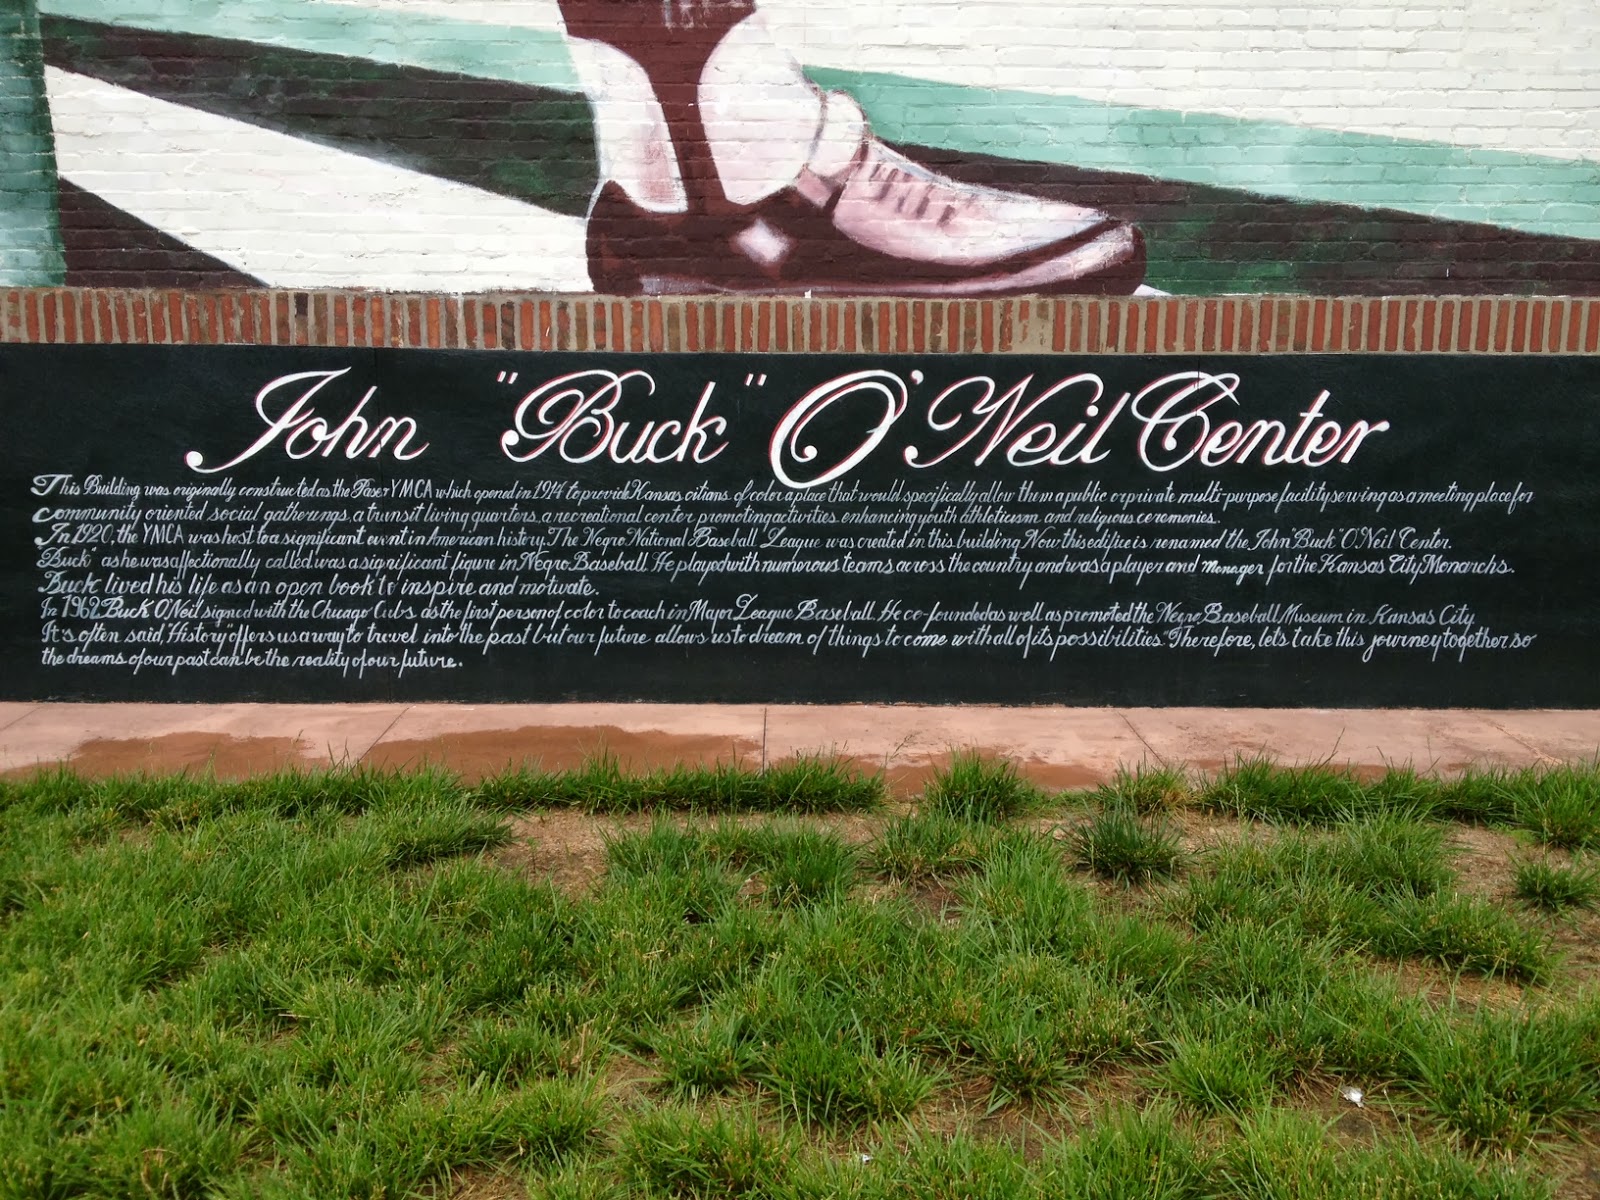 John "Buck" O'Neil Center
This Building was originally constructed as the Paseo YMCA which opened in 1914 to provide Kansas citians of color a place that would specifically allow them a public or private multi-purpose facility serving as a meeting place for
community oriented social gatherings, a transit living quarters, a recreational center promoting activities enhancing youth athleticism and religious ceremonies.
In 1920, the YMCA was host to a significant event in American history. The Negro National Baseball League was created in this building. Now this edifice is renamed the John "Buck" O'Neil Center.
"Buck" as he was affectionally called was a significant figure in Negro Baseball. He played with numerous teams across the country and was a player and manager for the Kansas City Monarchs.
Buck lived his life as an open book to inspire and motivate.
In 1962 Buck O'Neil signed with the Chicago Cubs as the first person of color to coach in Major League Baseball. He co-founded as well as promoted the Negro Baseball Museum in Kansas City.
It's often said, "History" offers us a way to travel into the past but our future allows us to dream of things to come with all of its possibilities." Therefore, lets take this journey together so
the dreams of our past can be the reality of our future.